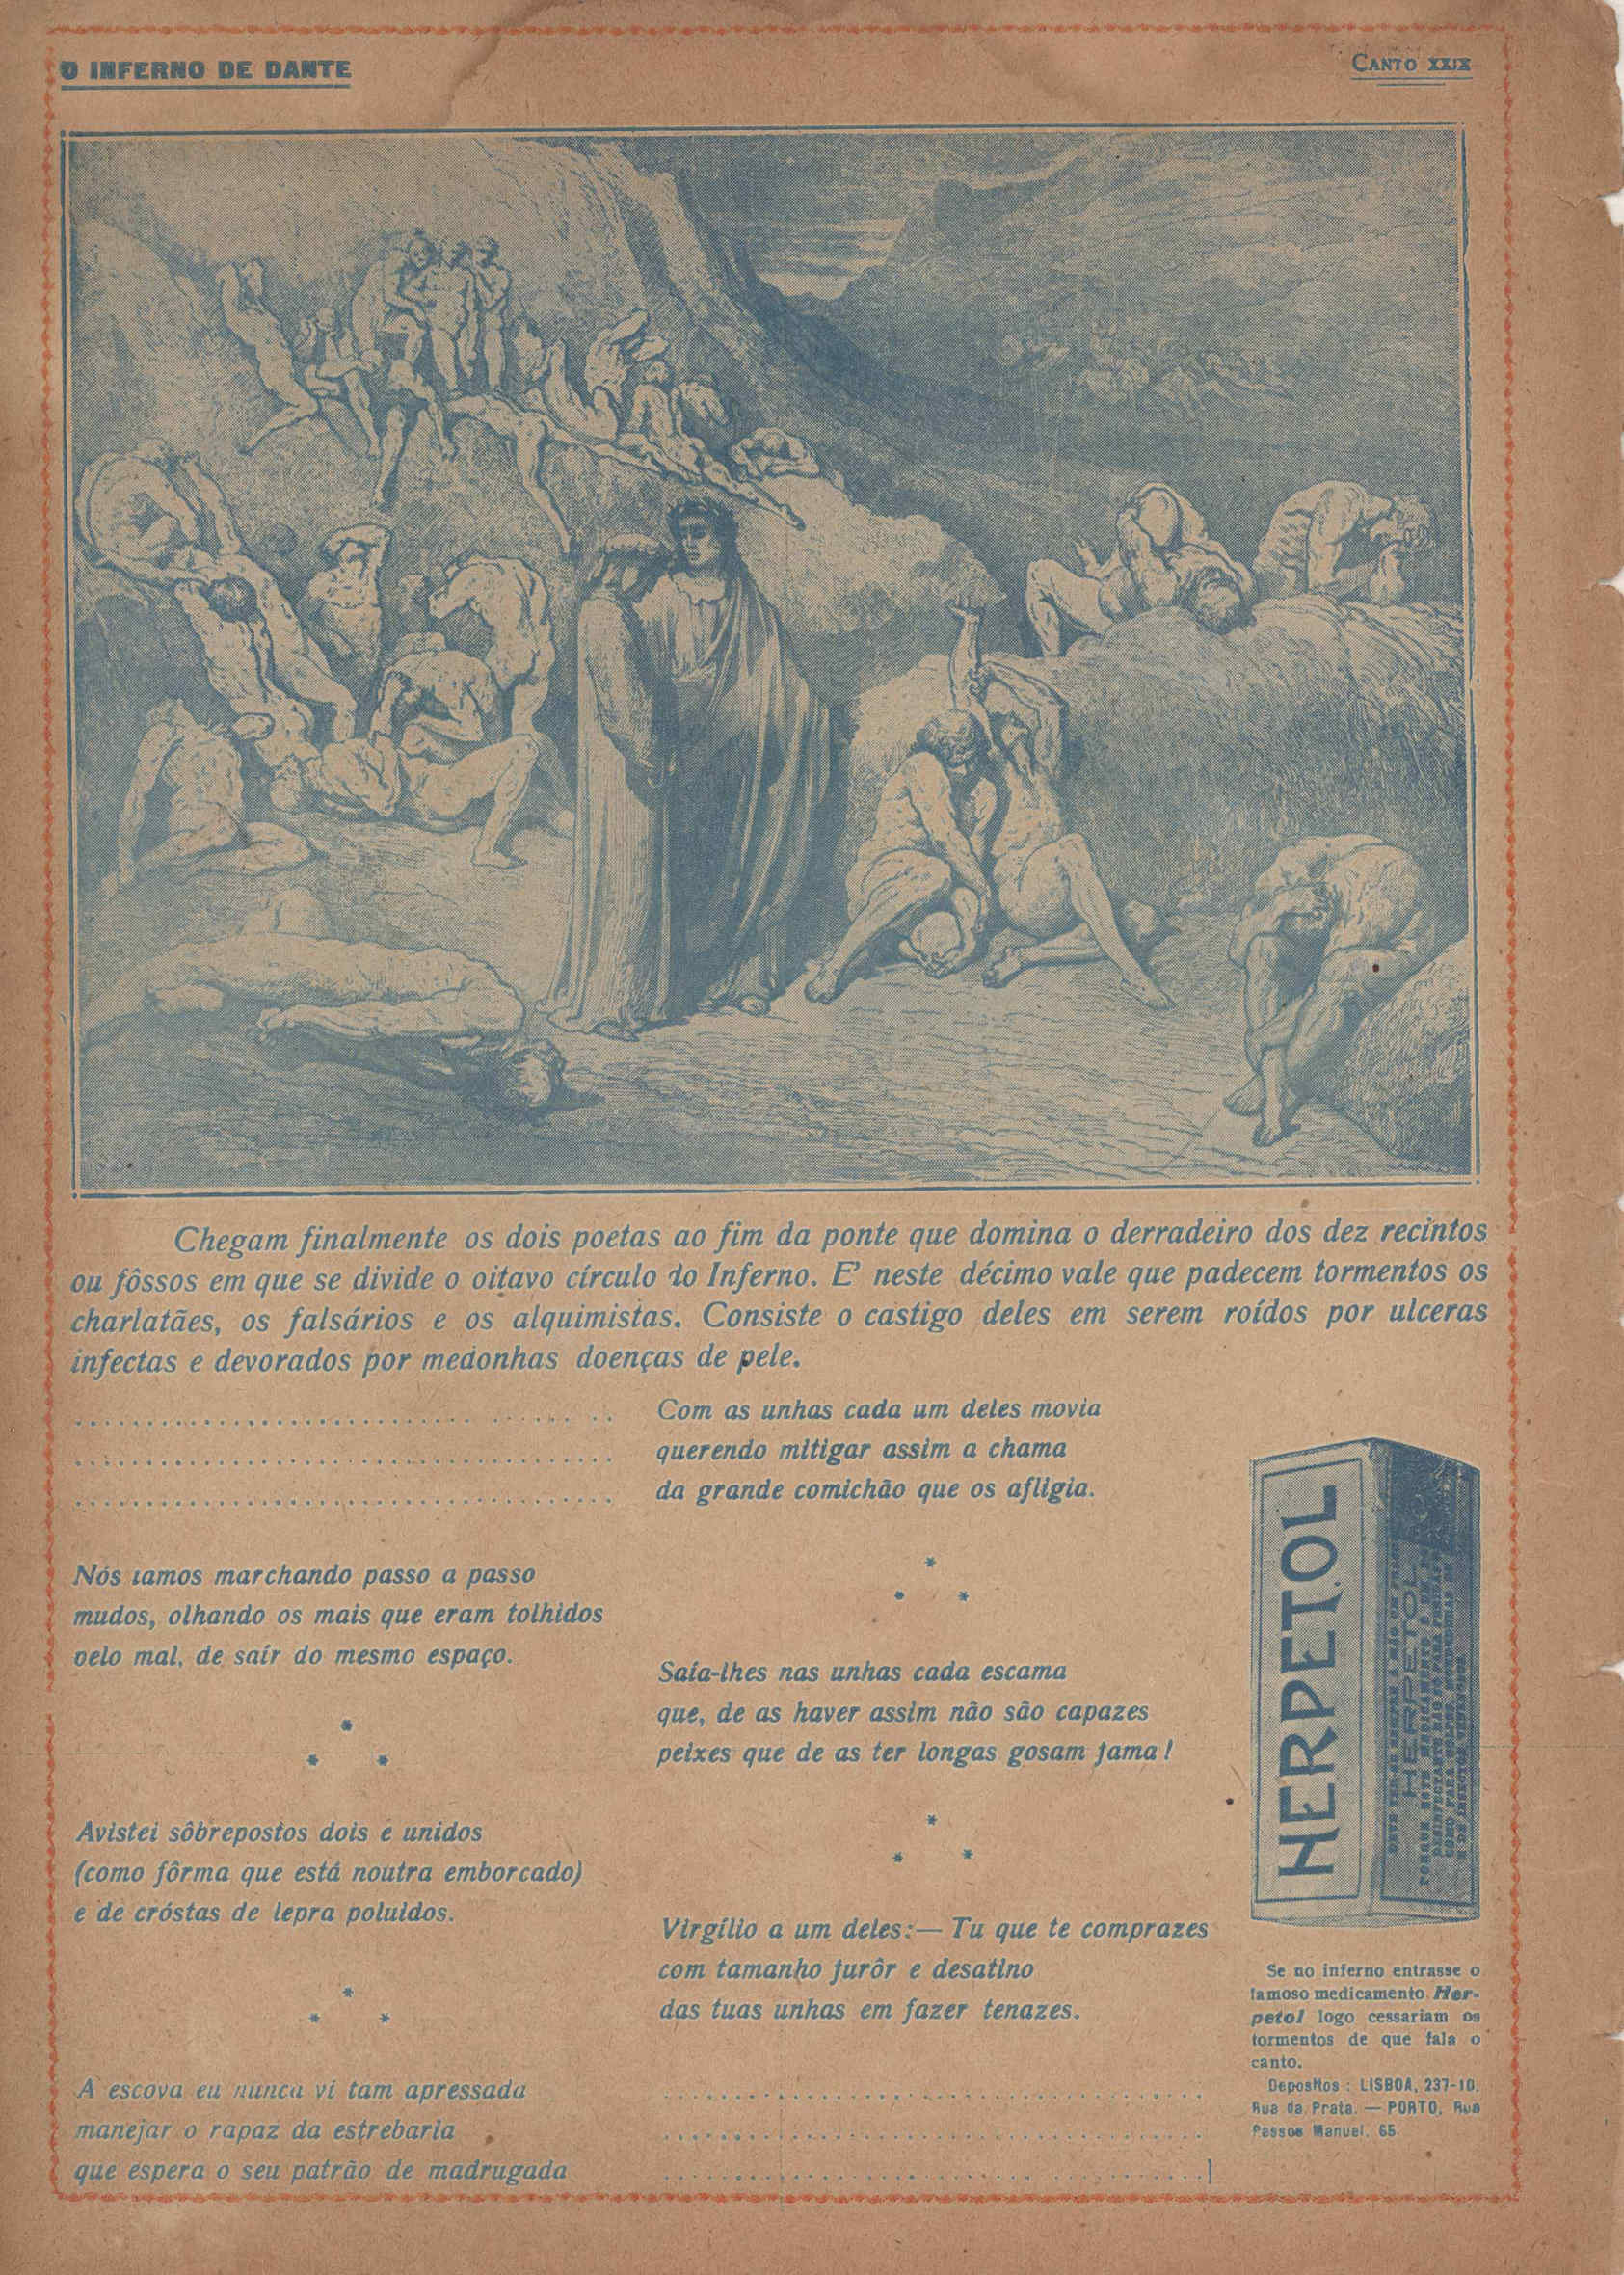 O INFERNO DE DANTE
CANTO XXIX
Chegam finalmente os dois poetas ao fim da ponte que domina o derradeiro dos dez recintos
ou fôssos em que se divide o oitavo círculo do Inferno. E' neste décimo vale que padecem tormentos os
charlatães, os falsários e os alquimistas. Consiste o castigo deles em serem roídos por ulceras
infectas e devorados por medonhas doenças de pele.
Nós iamos marchando passo a passo
mudos, olhando os mais que eram tolhidos
pelo mal, de saír do mesmo espaço.
* * *
Avistei sôbrepostos dois e unidos
(como fôrma que está noutra emborcado)
e de cróstas de lepra poluidos.
* * *
A escova eu nunca vi tam apressada
manejar o rapaz da estrebaria
que espera o seu patrão de madrugada
Com as unhas cada um deles movia
querendo mitigar assim a chama
da grande comichão que os afligia.
* * *
Saía-lhes nas unhas cada escama
que, de as haver assim não são capazes
peixes que de as ter longas gosam fama!
* * *
Virgílio a um deles:— Tu que te comprazes
com tamanho furôr e desatino
das tuas unhas em fazer tenazes.
HERPETOL
HERPETOL
Se no inferno entrasse o
famoso medicamento Her-
petol logo cessariam os
tormentos de que fala o
canto.
Depositos: LISBOA, 237-10,
Rua da Prata. — PORTO, Rua
Passos Manuel, 65.